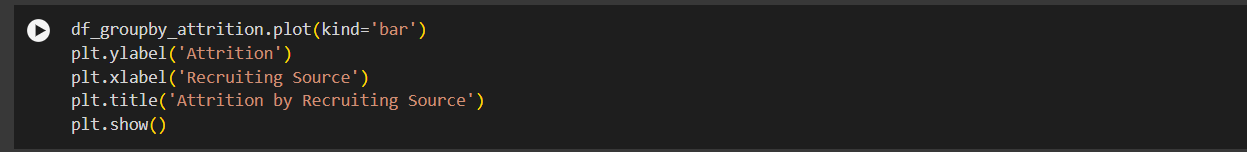 df_groupby_attrition.plot(kind='bar')
plt.ylabel('Attrition')
plt.xlabel('Recruiting Source')
plt.title('Attrition by Recruiting Source')
plt.show()